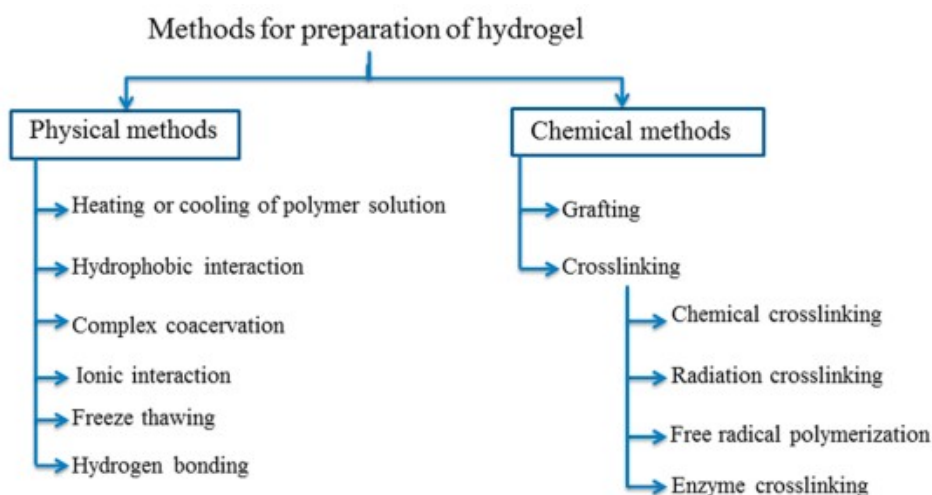 Methods for preparation of hydrogel
Physical methods
Heating or cooling of polymer solution
Hydrophobic interaction
Complex coacervation
Ionic interaction
Freeze thawing
Hydrogen bonding
Chemical methods
Grafting
Crosslinking
Chemical crosslinking
Radiation crosslinking
Free radical polymerization
Enzyme crosslinking